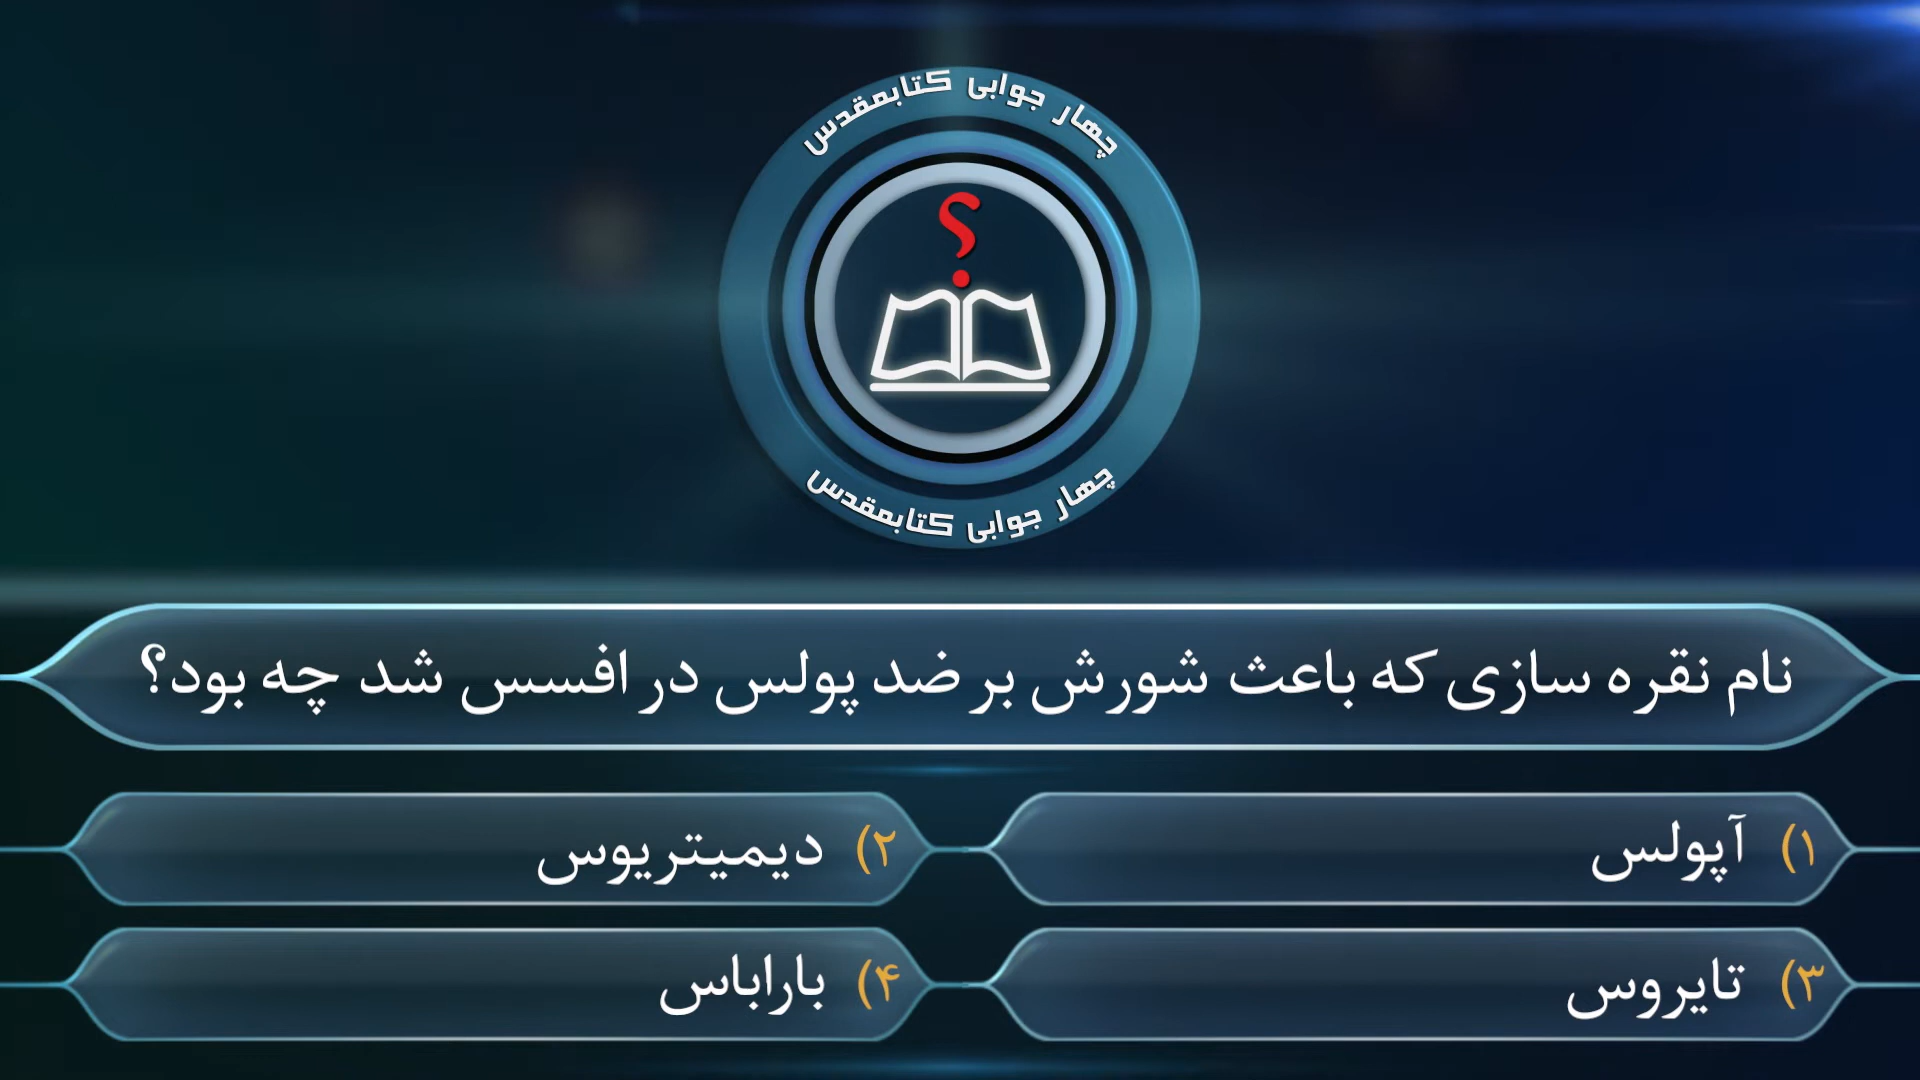 چهار جوابی کتابمقدس
چهار جوابی کتابمقدس
نام نقره سازی که باعث شورش بر ضد پولس در افسس شد چه بود؟
۱) آپولس
۲) دیمیتریوس
۳) تایروس
۴) باراباس